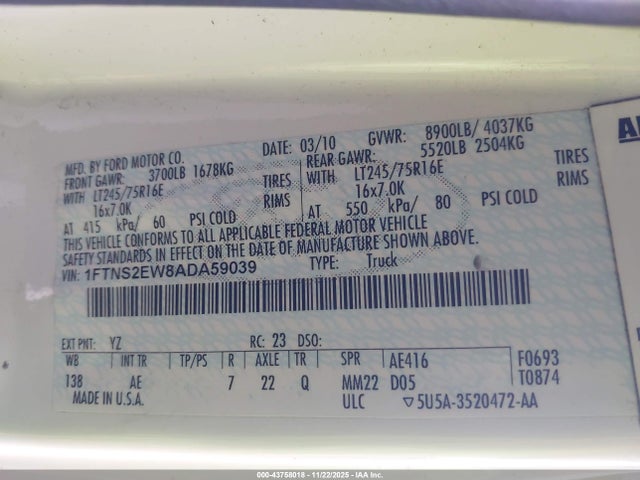 MFD. BY FORD MOTOR CO.
DATE: 03/10 GVWR: 8900LB/ 4037KG
FRONT GAWR: 3700LB 1678KG
REAR GAWR: 5520LB 2504KG
WITH LT245/75R16E TIRES
WITH LT245/75R16E TIRES
16x7.0K RIMS
16x7.0K RIMS
AT 415 kPa/ 60 PSI COLD
AT 550 kPa/ 80 PSI COLD
THIS VEHICLE CONFORMS TO ALL APPLICABLE FEDERAL MOTOR VEHICLE
SAFETY STANDARDS IN EFFECT ON THE DATE OF MANUFACTURE SHOWN ABOVE.
VIN: 1FTNS2EW8ADA59039
TYPE: Truck
EXT PNT: YZ RC: 23 DSO:
WB INT TR TP/PS R AXLE TR SPR AE416 F0693
138 AE 7 22 Q MM22 D05 T0874
MADE IN U.S.A. ULC ▽5U5A-3520472-AA
000-43758018 - 11/22/2025 - IAA Inc.